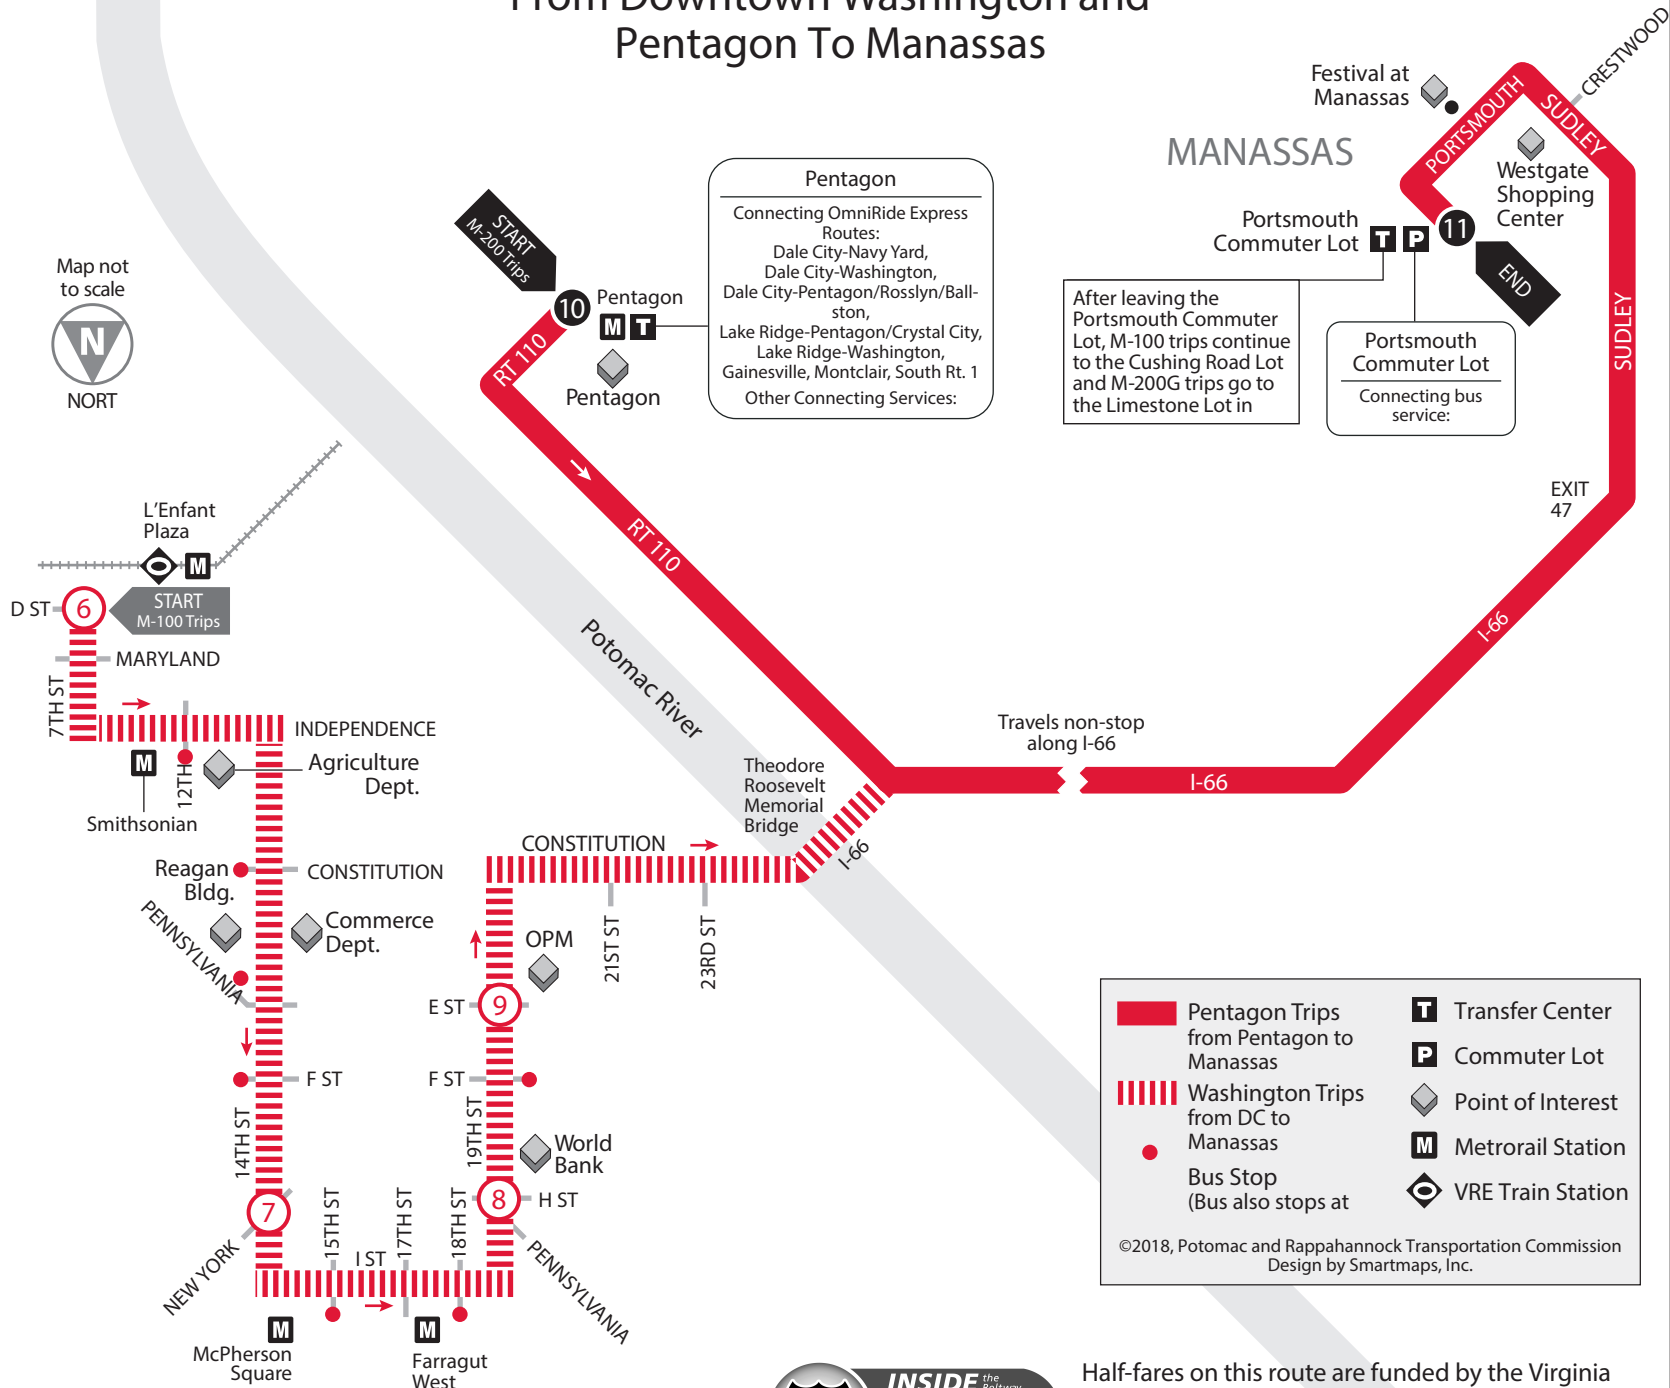 From Downtown Washington and
Pentagon To Manassas
CRESTWOOD
Festival at
Manassas
PORTSMOUTH
SUDLEY
MANASSAS
Westgate
Shopping
Center
Portsmouth
Commuter Lot
T P
11
END
SUDLEY
After leaving the
Portsmouth Commuter
Lot, M-100 trips continue
to the Cushing Road Lot
and M-200G trips go to
the Limestone Lot in
Portsmouth
Commuter Lot
Connecting bus
service:
EXIT
47
I-66
Pentagon
Connecting OmniRide Express
Routes:
Dale City-Navy Yard,
Dale City-Washington,
Dale City-Pentagon/Rosslyn/Ball-
ston,
Lake Ridge-Pentagon/Crystal City,
Lake Ridge-Washington,
Gainesville, Montclair, South Rt. 1
Other Connecting Services:
START
M-200 Trips
10
Pentagon
M T
Pentagon
RT 110
RT 110
Map not
to scale
N
NORT
L'Enfant
Plaza
M
D ST
6
START
M-100 Trips
MARYLAND
7TH ST
INDEPENDENCE
M
12TH
Agriculture
Dept.
Smithsonian
Potomac River
Travels non-stop
along I-66
I-66
Theodore
Roosevelt
Memorial
Bridge
I-66
CONSTITUTION
Reagan
Bldg.
CONSTITUTION
PENNSYLVANIA
Commerce
Dept.
OPM
21ST ST
23RD ST
E ST
9
F ST
F ST
14TH ST
19TH ST
World
Bank
7
8
H ST
NEW YORK
15TH ST
I ST
17TH ST
18TH ST
PENNSYLVANIA
M
McPherson
Square
M
Farragut
West
Pentagon Trips
from Pentagon to
Manassas
Washington Trips
from DC to
Manassas
Bus Stop
(Bus also stops at
T Transfer Center
P Commuter Lot
Point of Interest
M Metrorail Station
VRE Train Station
©2018, Potomac and Rappahannock Transportation Commission
Design by Smartmaps, Inc.
INSIDE the
Beltway
Half-fares on this route are funded by the Virginia